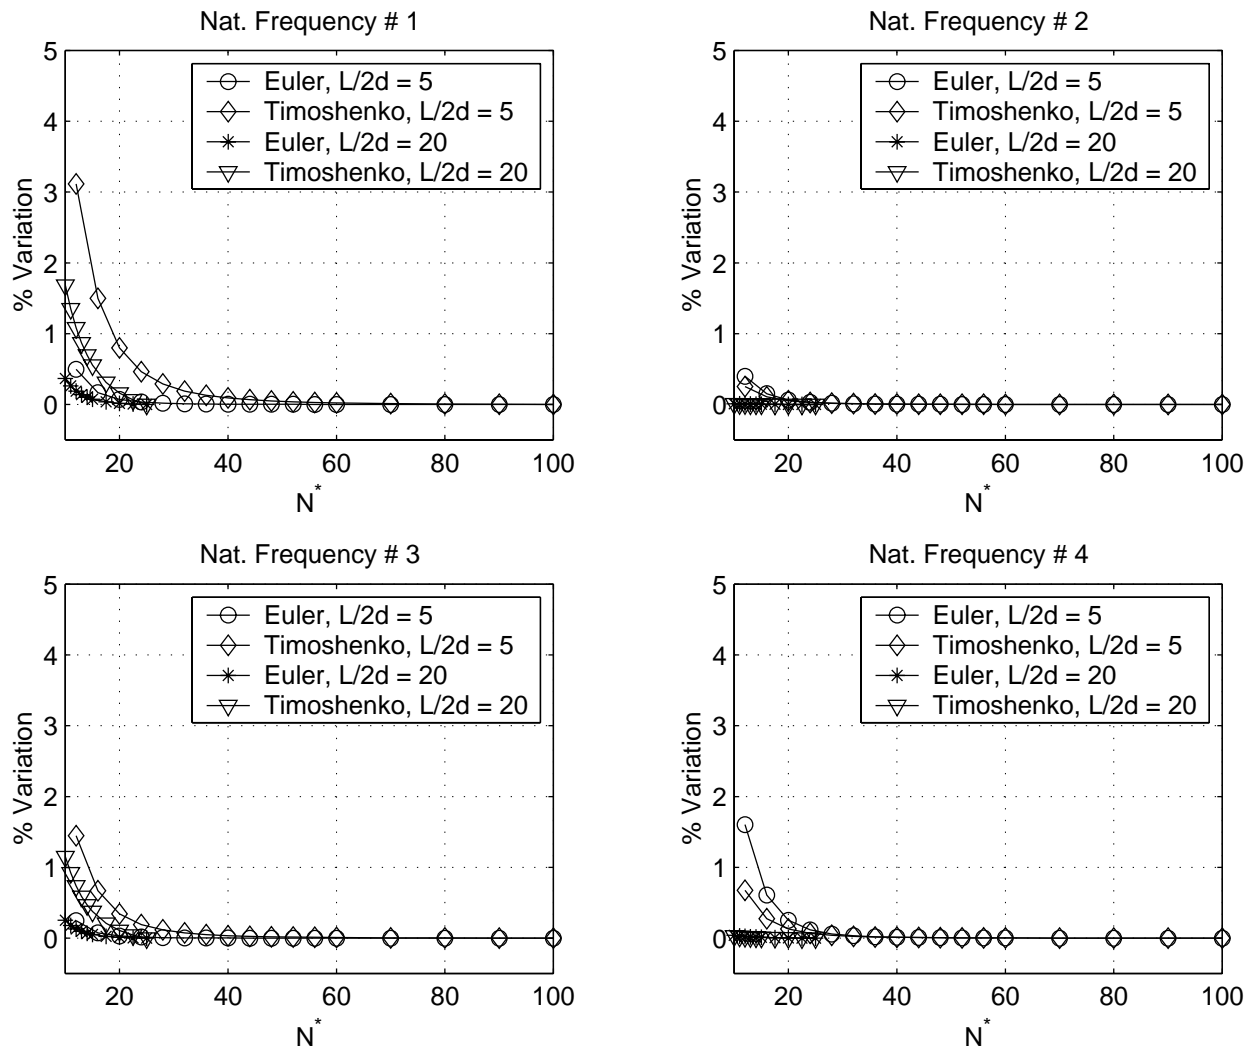 Nat. Frequency # 1
5
4
3
2
1
0
% Variation
Euler, L/2d = 5
Timoshenko, L/2d = 5
Euler, L/2d = 20
Timoshenko, L/2d = 20
20 40 60 80 100
N*
Nat. Frequency # 2
5
4
3
2
1
0
% Variation
Euler, L/2d = 5
Timoshenko, L/2d = 5
Euler, L/2d = 20
Timoshenko, L/2d = 20
20 40 60 80 100
N*
Nat. Frequency # 3
5
4
3
2
1
0
% Variation
Euler, L/2d = 5
Timoshenko, L/2d = 5
Euler, L/2d = 20
Timoshenko, L/2d = 20
20 40 60 80 100
N*
Nat. Frequency # 4
5
4
3
2
1
0
% Variation
Euler, L/2d = 5
Timoshenko, L/2d = 5
Euler, L/2d = 20
Timoshenko, L/2d = 20
20 40 60 80 100
N*